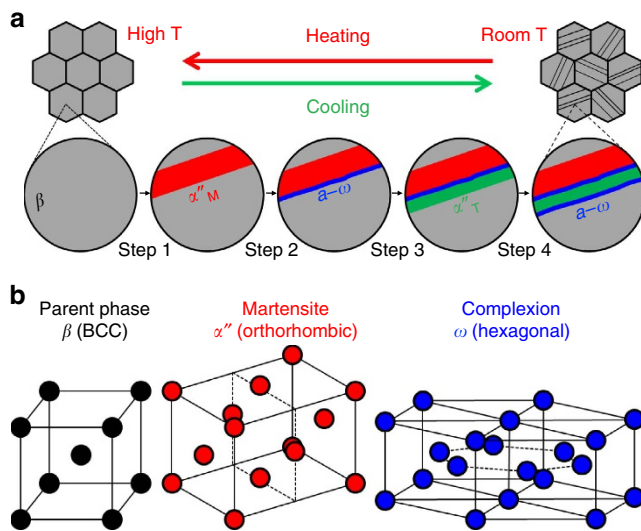 a
High T
Heating
Room T
Cooling
β
α″ M
a–ω
α″ T
a–ω
Step 1
Step 2
Step 3
Step 4
b
Parent phase
β (BCC)
Martensite
α″ (orthorhombic)
Complexion
ω (hexagonal)